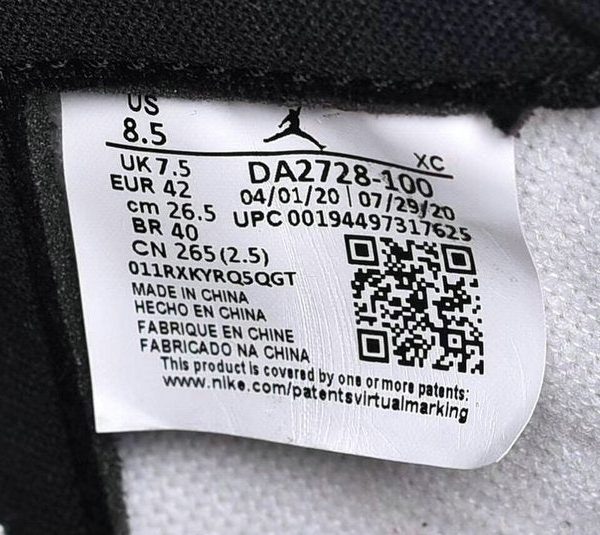 US
8.5
XC
UK 7.5
EUR 42
cm 26.5
BR 40
CN 265 (2.5)
011RXKYRQ5QGT
DA2728-100
04/01/20 | 07/29/20
UPC 00194497317625
MADE IN CHINA
HECHO EN CHINA
FABRIQUE EN CHINE
FABRICADO NA CHINA
This product is covered by one or more patents:
www.nike.com/patentsvirtualmarking